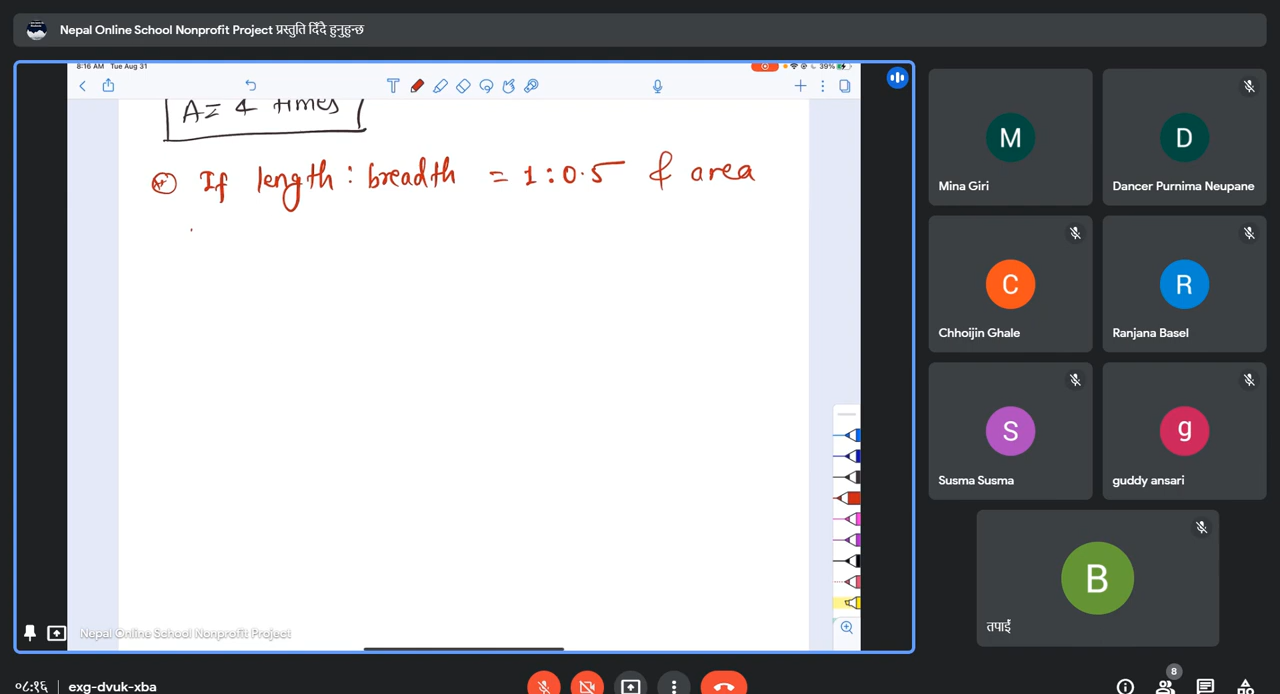 Nepal Online School Nonprofit Project प्रस्तुति दिँदै हुनुहुन्छ
8:16 AM Tue Aug 31
39%
A= 4 times
If length : breadth = 1 : 0.5 & area
Nepal Online School Nonprofit Project
M
Mina Giri
D
Dancer Purnima Neupane
C
Chhoijin Ghale
R
Ranjana Basel
S
Susma Susma
g
guddy ansari
B
तपाईं
०८:१६ | exg-dvuk-xba
8